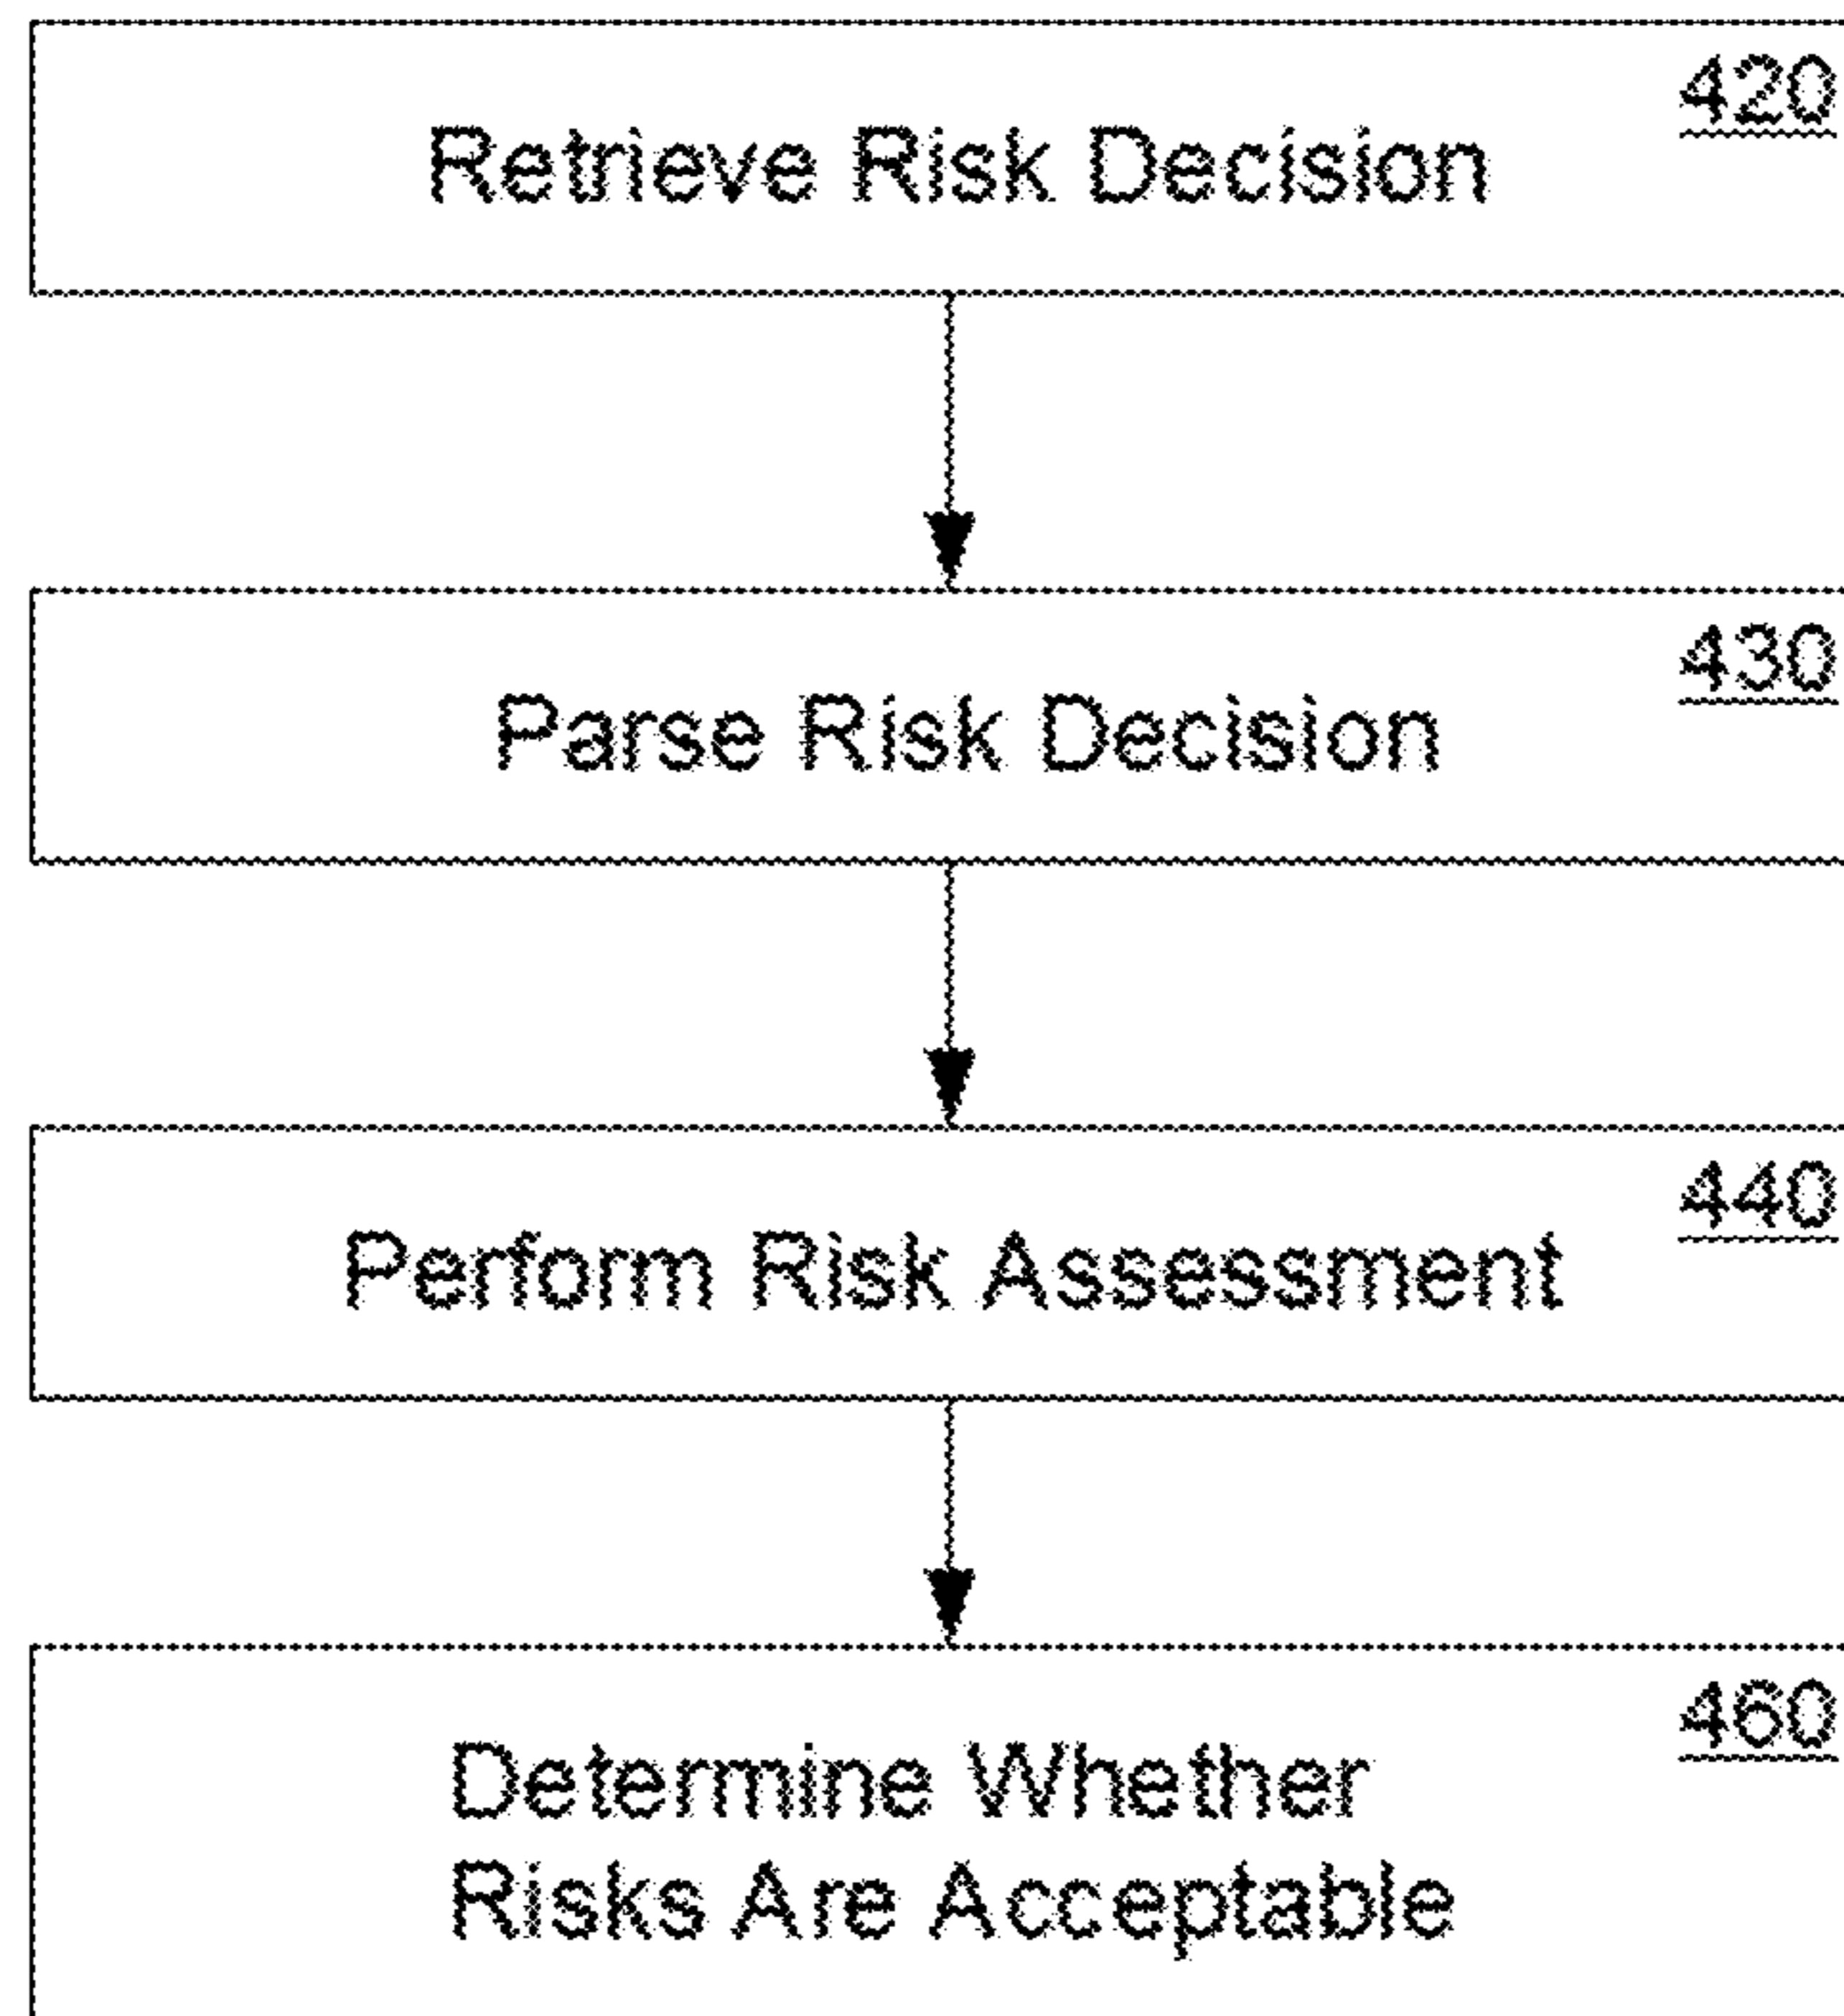 420
Retrieve Risk Decision
430
Parse Risk Decision
440
Perform Risk Assessment
460
Determine Whether
Risks Are Acceptable